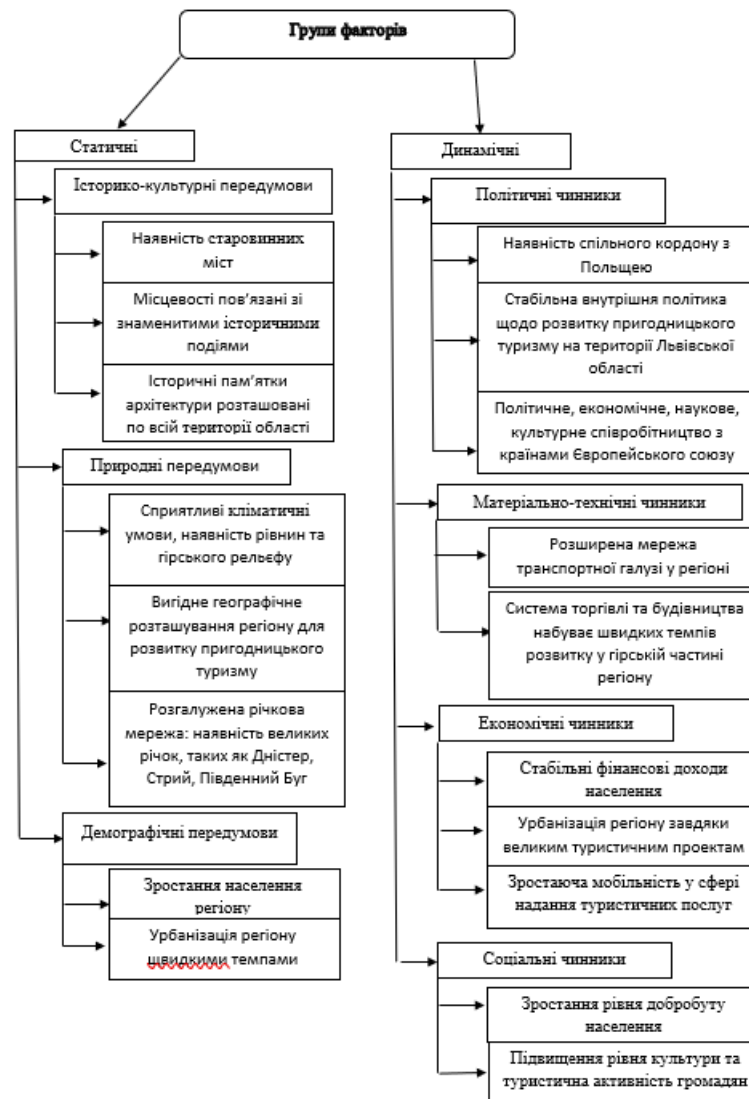 Групи факторів
Статичні
Історико-культурні передумови
Наявність старовинних
міст
Місцевості пов’язані зі
знаменитими історичними
подіями
Історичні пам’ятки
архітектури розташовані
по всій території області
Природні передумови
Сприятливі кліматичні
умови, наявність рівнин та
гірського рельєфу
Вигідне географічне
розташування регіону для
розвитку пригодницького
туризму
Розгалужена річкова
мережа: наявність великих
річок, таких як Дністер,
Стрий, Південний Буг
Демографічні передумови
Зростання населення
регіону
Урбанізація регіону
щвидкими темпами
Динамічні
Політичні чинники
Наявність спільного кордону з
Польщею
Стабільна внутрішня політика
щодо розвитку пригодницького
туризму на території Львівської
області
Політичне, економічне, наукове,
культурне співробітництво з
країнами Європейського союзу
Матеріально-технічні чинники
Розширена мережа
транспортної галузі у регіоні
Система торгівлі та будівництва
набуває швидких темпів
розвитку у гірській частині
регіону
Економічні чинники
Стабільні фінансові доходи
населення
Урбанізація регіону завдяки
великим туристичним проектам
Зростаюча мобільність у сфері
надання туристичних послуг
Соціальні чинники
Зростання рівня добробуту
населення
Підвищення рівня культури та
туристична активність громадян